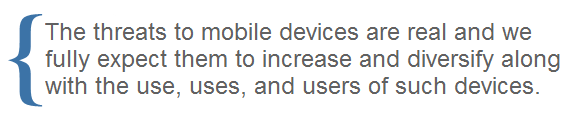 The threats to mobile devices are real and we
fully expect them to increase and diversify along
with the use, uses, and users of such devices.